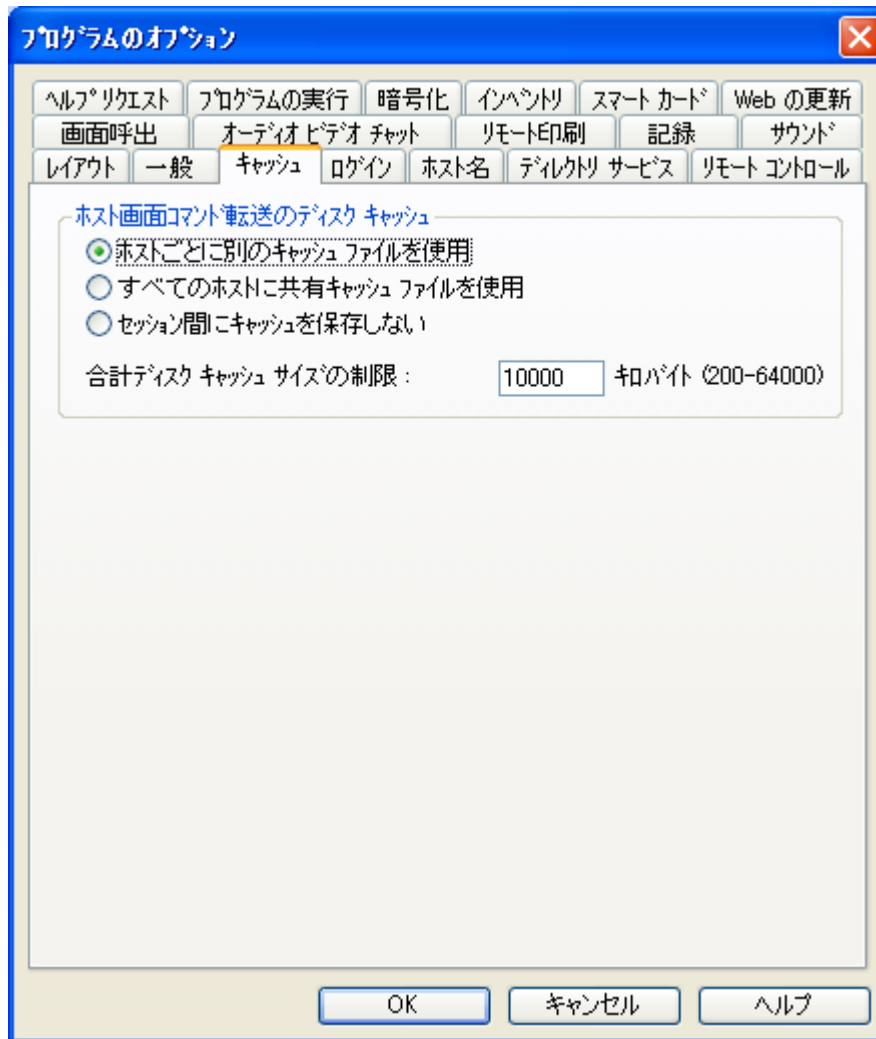 プログラムのオプション
ヘルプ リクエスト プログラムの実行 暗号化 インベントリ スマート カード Web の更新
画面呼出 オーディオ ビデオ チャット リモート印刷 記録 サウンド
レイアウト 一般 キャッシュ ログイン ホスト名 ディレクトリ サービス リモート コントロール
ホスト画面コマンド転送のディスク キャッシュ
ホストごとに別のキャッシュ ファイルを使用
すべてのホストに共有キャッシュ ファイルを使用
セッション間にキャッシュを保存しない
合計ディスク キャッシュ サイズの制限 : 10000 キロバイト (200-64000)
OK キャンセル ヘルプ